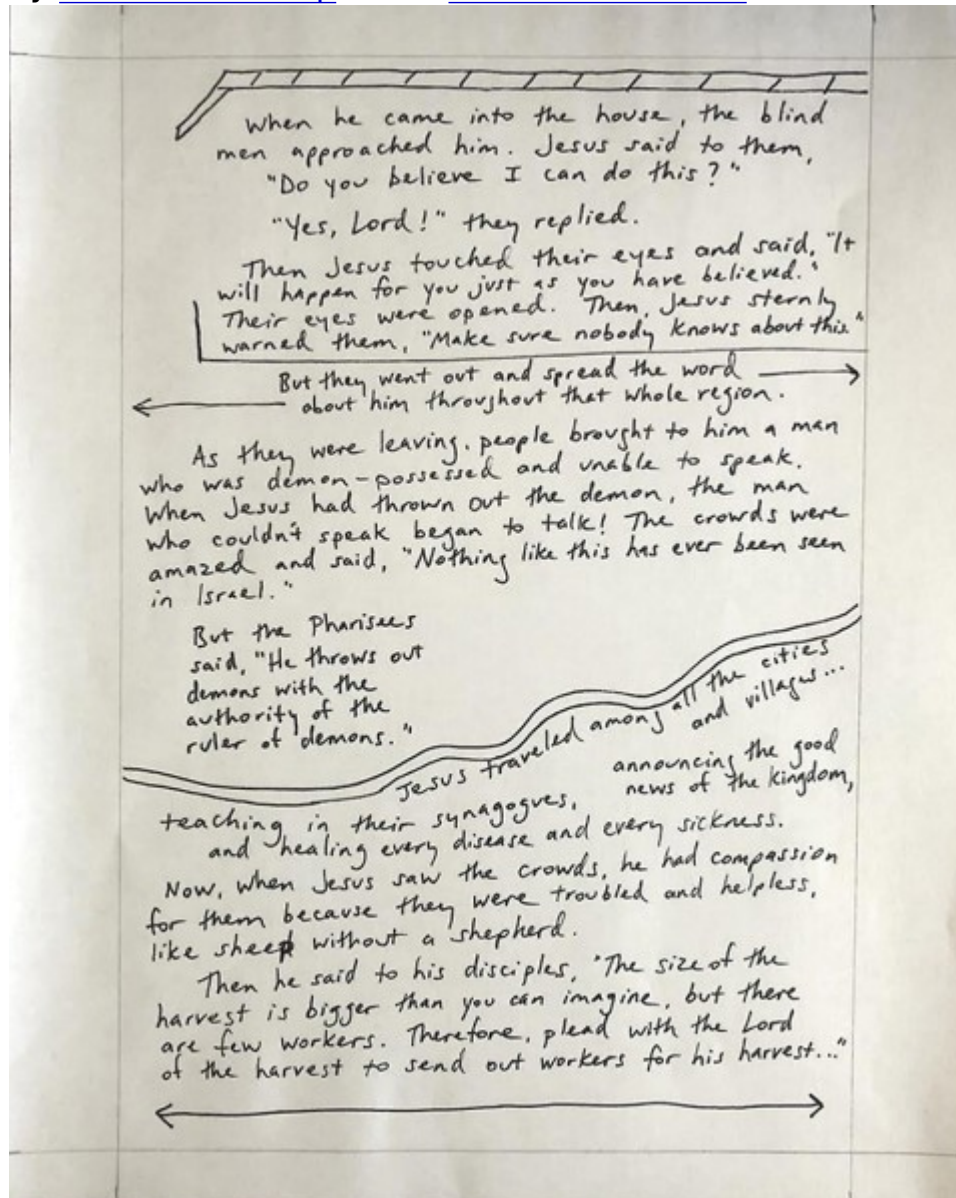 When he came into the house, the blind
men approached him. Jesus said to them,
"Do you believe I can do this?"
"Yes, Lord!" they replied.
Then Jesus touched their eyes and said, "It
will happen for you just as you have believed."
Their eyes were opened. Then, Jesus sternly
warned them, "Make sure nobody knows about this."
But they went out and spread the word
about him throughout that whole region.
As they were leaving, people brought to him a man
who was demon-possessed and unable to speak.
When Jesus had thrown out the demon, the man
who couldn't speak began to talk! The crowds were
amazed and said, "Nothing like this has ever been seen
in Israel."
But the Pharisees
said, "He throws out
demons with the
authority of the
ruler of demons."
Jesus traveled among all the cities
and villages...
teaching in their synagogues,
announcing the good
news of the kingdom,
and healing every disease and every sickness.
Now, when Jesus saw the crowds, he had compassion
for them because they were troubled and helpless,
like sheep without a shepherd.
Then he said to his disciples, "The size of the
harvest is bigger than you can imagine, but there
are few workers. Therefore, plead with the Lord
of the harvest to send out workers for his harvest..."